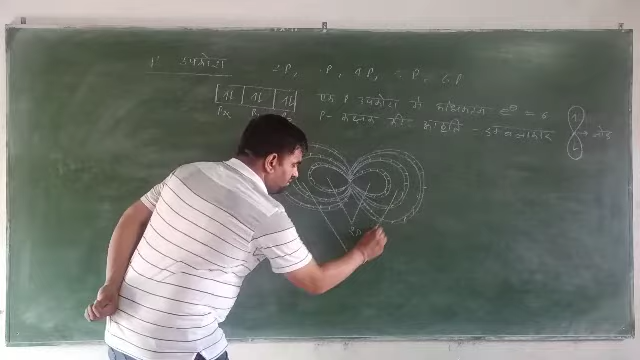 P उपकोश 2P, 3P, 4P, 5P, 6P
1L 1L 1L एक P उपकोश में अधिकतम e⊖ = 6
Px Py P- कक्षक की आकृति - डम्बलाकार
नोड
2P